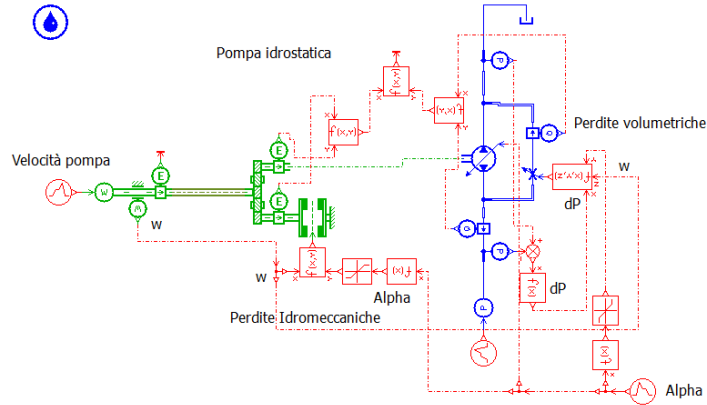 Pompa idrostatica
P
f(x,y)
X
Y
f(x,y)
X
Y
f(x,y)
X
Y
Q
Perdite volumetriche
Velocità pompa
E
E
W
E
M
w
f(x,y,z)
X
Y
Z
w
dP
Q
P
+
w
f(x,y)
X
Y
f(x)
X
Alpha
f(x)
X
dP
Perdite Idromeccaniche
P
f(x)
X
Alpha